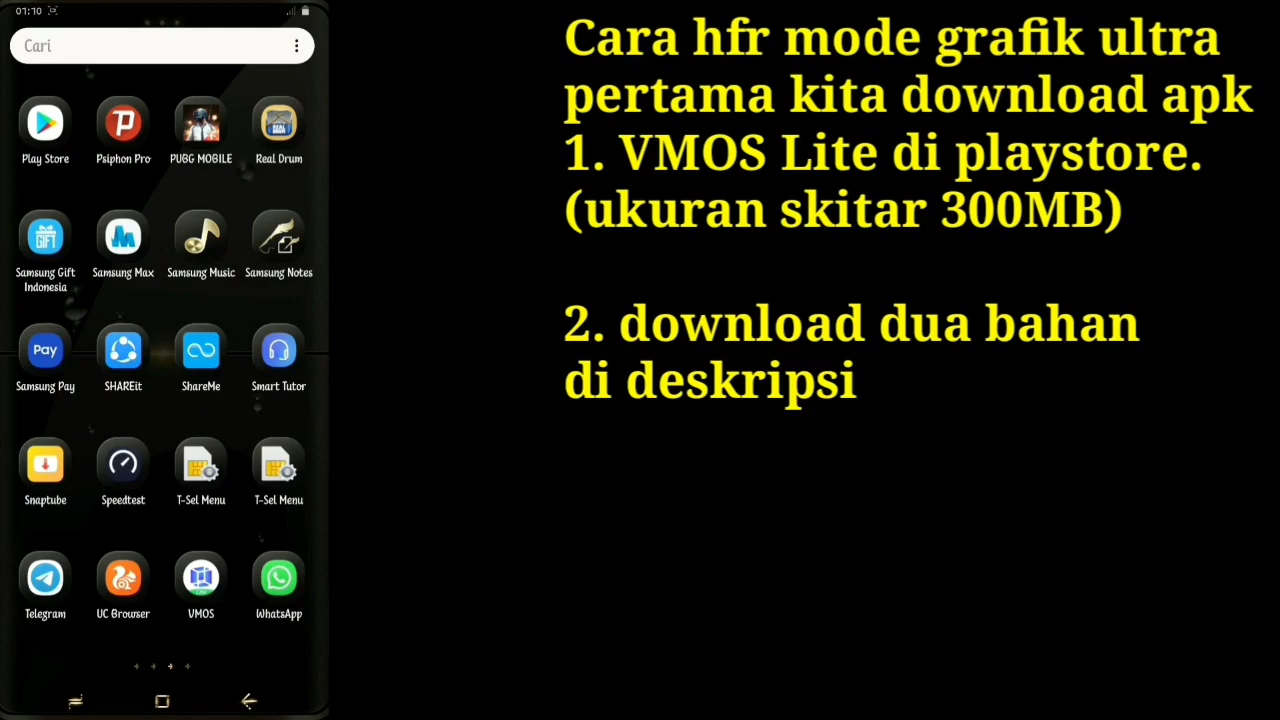 07:10
Cari
Play Store
Psiphon Pro
PUBG MOBILE
Real Drum
Samsung Gift
Indonesia
Samsung Max
Samsung Music
Samsung Notes
Pay
Samsung Pay
SHAREit
ShareMe
Smart Tutor
Snaptube
Speedtest
T-Sel Menu
T-Sel Menu
Telegram
UC Browser
VMOS
WhatsApp
Cara hfr mode grafik ultra
pertama kita download apk
1. VMOS Lite di playstore.
(ukuran skitar 300MB)
2. download dua bahan
di deskripsi